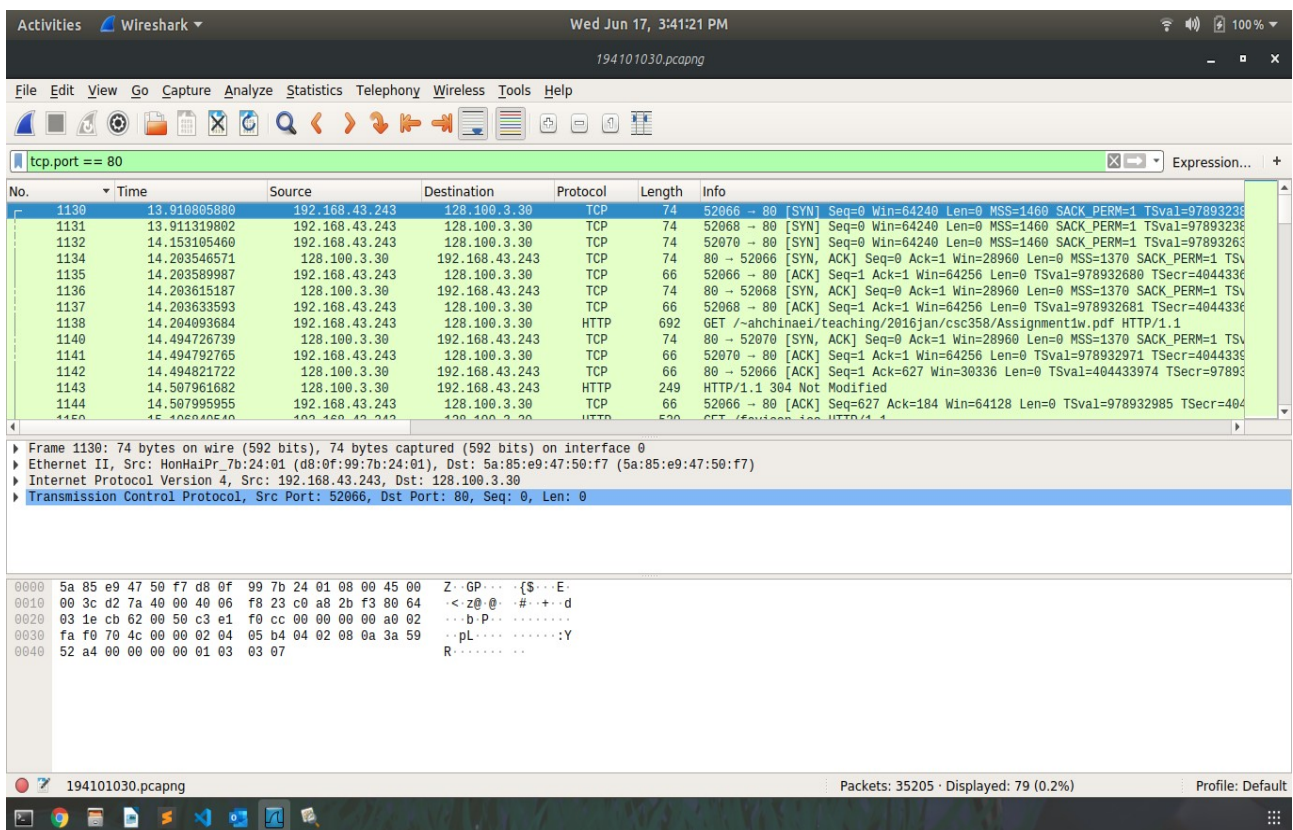 Activities Wireshark ▾ Wed Jun 17, 3:41:21 PM 100 % ▾
194101030.pcapng
File Edit View Go Capture Analyze Statistics Telephony Wireless Tools Help
tcp.port == 80 Expression... +
No. Time Source Destination Protocol Length Info
1130 13.910805880 192.168.43.243 128.100.3.30 TCP 74 52066 → 80 [SYN] Seq=0 Win=64240 Len=0 MSS=1460 SACK_PERM=1 TSval=97893238
1131 13.911319802 192.168.43.243 128.100.3.30 TCP 74 52068 → 80 [SYN] Seq=0 Win=64240 Len=0 MSS=1460 SACK_PERM=1 TSval=97893238
1132 14.153105460 192.168.43.243 128.100.3.30 TCP 74 52070 → 80 [SYN] Seq=0 Win=64240 Len=0 MSS=1460 SACK_PERM=1 TSval=97893263
1134 14.203546571 128.100.3.30 192.168.43.243 TCP 74 80 → 52066 [SYN, ACK] Seq=0 Ack=1 Win=28960 Len=0 MSS=1370 SACK_PERM=1 TSv
1135 14.203589987 192.168.43.243 128.100.3.30 TCP 66 52066 → 80 [ACK] Seq=1 Ack=1 Win=64256 Len=0 TSval=978932680 TSecr=4044336
1136 14.203615187 128.100.3.30 192.168.43.243 TCP 74 80 → 52068 [SYN, ACK] Seq=0 Ack=1 Win=28960 Len=0 MSS=1370 SACK_PERM=1 TSv
1137 14.203633593 192.168.43.243 128.100.3.30 TCP 66 52068 → 80 [ACK] Seq=1 Ack=1 Win=64256 Len=0 TSval=978932681 TSecr=4044336
1138 14.204093684 192.168.43.243 128.100.3.30 HTTP 692 GET /~ahchinaei/teaching/2016jan/csc358/Assignment1w.pdf HTTP/1.1
1140 14.494726739 128.100.3.30 192.168.43.243 TCP 74 80 → 52070 [SYN, ACK] Seq=0 Ack=1 Win=28960 Len=0 MSS=1370 SACK_PERM=1 TSv
1141 14.494792765 192.168.43.243 128.100.3.30 TCP 66 52070 → 80 [ACK] Seq=1 Ack=1 Win=64256 Len=0 TSval=978932971 TSecr=4044339
1142 14.494821722 128.100.3.30 192.168.43.243 TCP 66 80 → 52066 [ACK] Seq=1 Ack=627 Win=30336 Len=0 TSval=404433974 TSecr=97893
1143 14.507961682 128.100.3.30 192.168.43.243 HTTP 249 HTTP/1.1 304 Not Modified
1144 14.507995955 192.168.43.243 128.100.3.30 TCP 66 52066 → 80 [ACK] Seq=627 Ack=184 Win=64128 Len=0 TSval=978932985 TSecr=404
Frame 1130: 74 bytes on wire (592 bits), 74 bytes captured (592 bits) on interface 0
Ethernet II, Src: HonHaiPr_7b:24:01 (d8:0f:99:7b:24:01), Dst: 5a:85:e9:47:50:f7 (5a:85:e9:47:50:f7)
Internet Protocol Version 4, Src: 192.168.43.243, Dst: 128.100.3.30
Transmission Control Protocol, Src Port: 52066, Dst Port: 80, Seq: 0, Len: 0
0000 5a 85 e9 47 50 f7 d8 0f 99 7b 24 01 08 00 45 00 Z··GP··· ·{$···E·
0010 00 3c d2 7a 40 00 40 06 f8 23 c0 a8 2b f3 80 64 ·<·z@·@· ·#··+··d
0020 03 1e cb 62 00 50 c3 e1 f0 cc 00 00 00 00 a0 02 ···b·P·· ········
0030 fa f0 70 4c 00 00 02 04 05 b4 04 02 08 0a 3a 59 ··pL···· ······:Y
0040 52 a4 00 00 00 00 01 03 03 07 R······· ··
194101030.pcapng Packets: 35205 · Displayed: 79 (0.2%) Profile: Default